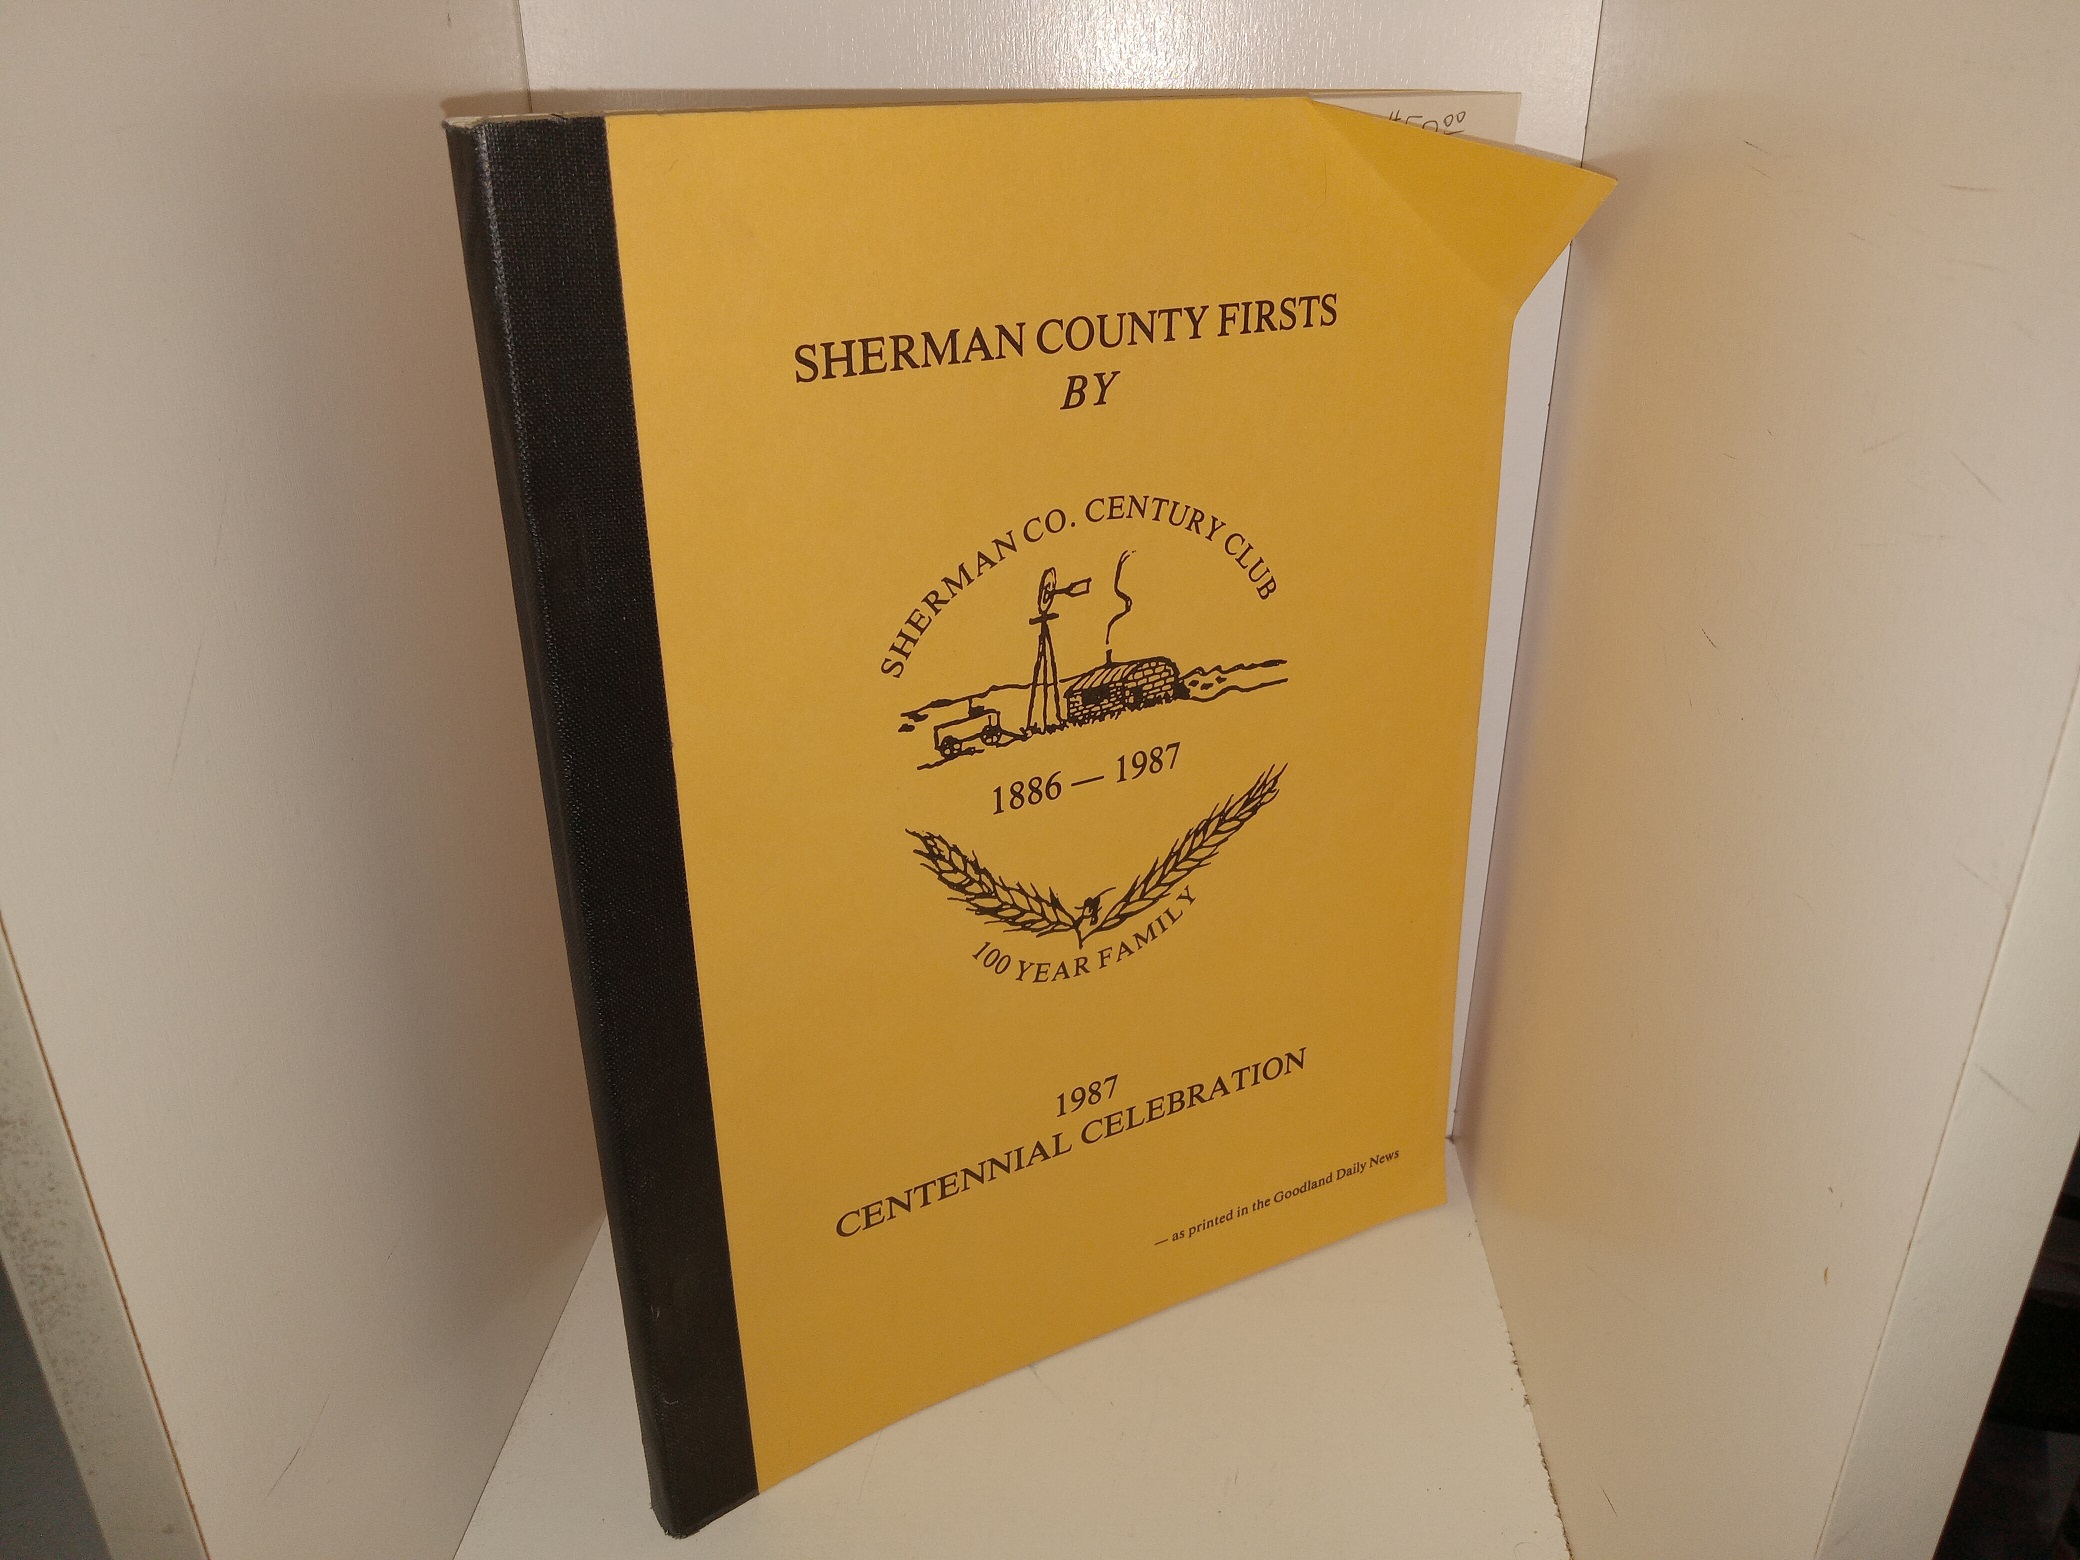 SHERMAN COUNTY FIRSTS
BY
SHERMAN CO. CENTURY CLUB
1886 — 1987
100 YEAR FAMILY
1987
CENTENNIAL CELEBRATION
— as printed in the Goodland Daily News